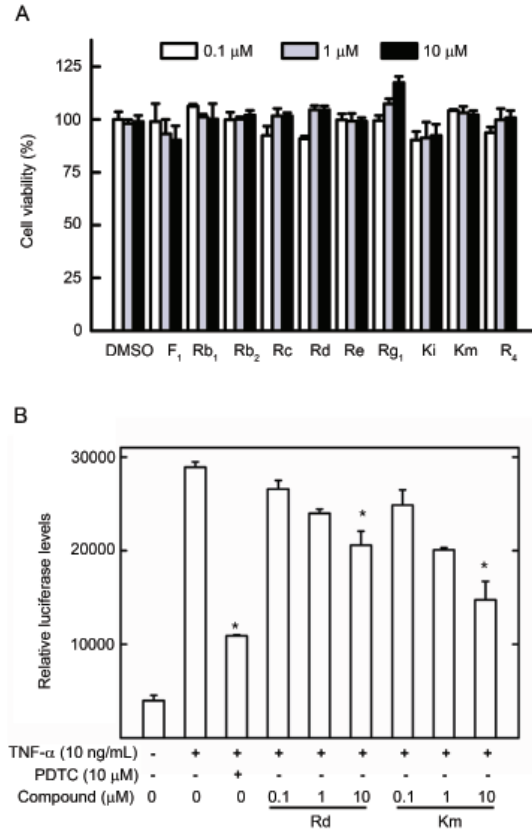 A
0.1 μM 1 μM 10 μM
125
100
75
50
25
0
Cell viability (%)
DMSO F₁ Rb₁ Rb₂ Rc Rd Re Rg₁ Ki Km R₄
B
30000
20000
10000
Relative luciferase levels
* * *
TNF-α (10 ng/mL) - + + + + + + + +
PDTC (10 μM) - - + - - - - - -
Compound (μM) 0 0 0 0.1 1 10 0.1 1 10
Rd Km